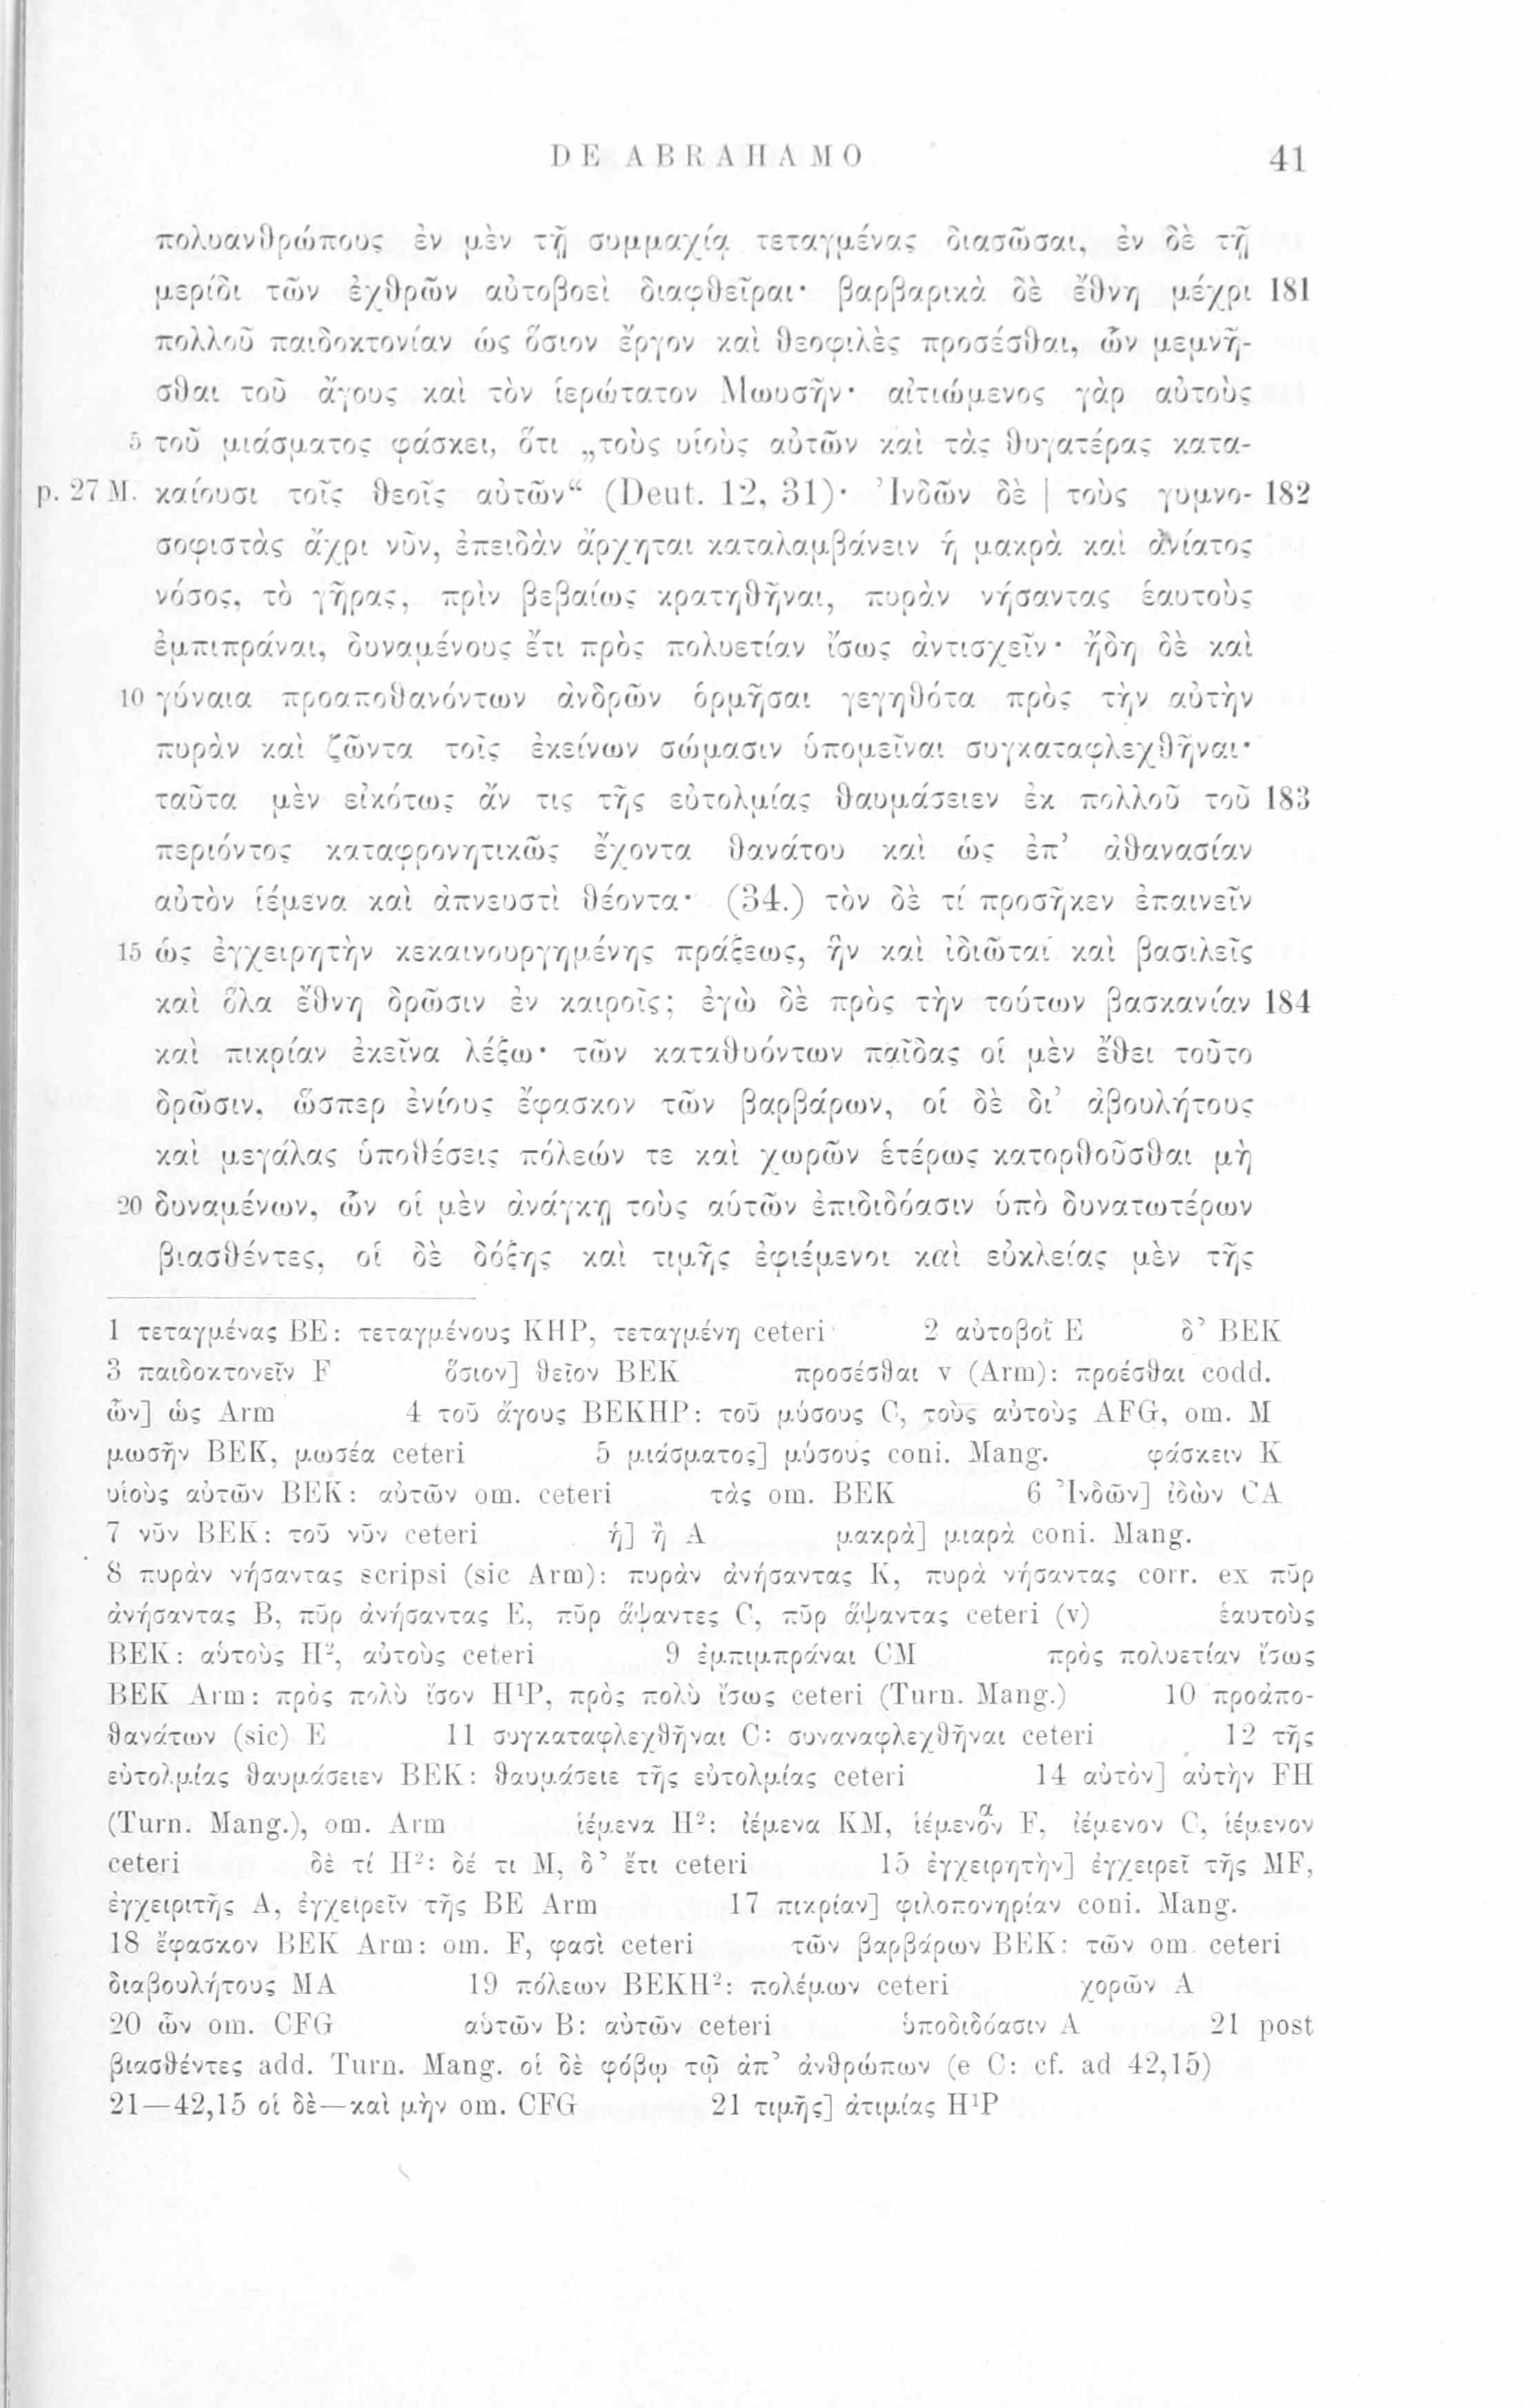 DE ABRAHAMO 41
πολυανθρώπους ἐν μὲν τῇ συμμαχίᾳ τεταγμένας διασῶσαι, ἐν δὲ τῇ
μερίδι τῶν ἐχθρῶν αὐτοβοεὶ διαφθεῖραι· βαρβαρικὰ δὲ ἔθνη μέχρι 181
πολλοῦ παιδοκτονίαν ὡς ὅσιον ἔργον καὶ θεοφιλὲς προσέσθαι, ὧν μεμνῆ-
σθαι τοῦ ἄγους καὶ τὸν ἱερώτατον Μωυσῆν· αἰτιώμενος γὰρ αὐτοὺς
5 τοῦ μιάσματος φάσκει, ὅτι „τοὺς υἱοὺς αὐτῶν καὶ τὰς θυγατέρας κατα-
p. 27 M. καίουσι τοῖς θεοῖς αὐτῶν“ (Deut. 12, 31)· Ἰνδῶν δὲ | τοὺς γυμνο- 182
σοφιστὰς ἄχρι νῦν, ἐπειδὰν ἄρχηται καταλαμβάνειν ἡ μακρὰ καὶ ἀνίατος
νόσος, τὸ γῆρας, πρὶν βεβαίως κρατηθῆναι, πυρὰν νήσαντας ἑαυτοὺς
ἐμπιπράναι, δυναμένους ἔτι πρὸς πολυετίαν ἴσως ἀντισχεῖν· ἤδη δὲ καὶ
10 γύναια προαποθανόντων ἀνδρῶν ὁρμῆσαι γεγηθότα πρὸς τὴν αὐτὴν
πυρὰν καὶ ζῶντα τοῖς ἐκείνων σώμασιν ὑπομεῖναι συγκαταφλεχθῆναι·
ταῦτα μὲν εἰκότως ἄν τις τῆς εὐτολμίας θαυμάσειεν ἐκ πολλοῦ τοῦ 183
περιόντος καταφρονητικῶς ἔχοντα θανάτου καὶ ὡς ἐπ’ ἀθανασίαν
αὐτὸν ἱέμενα καὶ ἀπνευστὶ θέοντα· (34.) τὸν δὲ τί προσῆκεν ἐπαινεῖν
15 ὡς ἐγχειρητὴν κεκαινουργημένης πράξεως, ἣν καὶ ἰδιῶται καὶ βασιλεῖς
καὶ ὅλα ἔθνη δρῶσιν ἐν καιροῖς; ἐγὼ δὲ πρὸς τὴν τούτων βασκανίαν 184
καὶ πικρίαν ἐκεῖνα λέξω· τῶν καταθυόντων παῖδας οἱ μὲν ἔθει τοῦτο
δρῶσιν, ὥσπερ ἐνίους ἔφασκον τῶν βαρβάρων, οἱ δὲ δι’ ἀβουλήτους
καὶ μεγάλας ὑποθέσεις πόλεών τε καὶ χωρῶν ἑτέρως κατορθοῦσθαι μὴ
20 δυναμένων, ὧν οἱ μὲν ἀνάγκῃ τοὺς αὑτῶν ἐπιδιδόασιν ὑπὸ δυνατωτέρων
βιασθέντες, οἱ δὲ δόξης καὶ τιμῆς ἐφιέμενοι καὶ εὐκλείας μὲν τῆς
1 τεταγμένας BE: τεταγμένους KHP, τεταγμένη ceteri 2 αὐτοβοῒ E δ’ BEK
3 παιδοκτονεῖν F ὅσιον] θεῖον BEK προσέσθαι v (Arm): προέσθαι codd.
ὧν] ὡς Arm 4 τοῦ ἄγους BEKHP: τοῦ μύσους C, τοὺς αὐτοὺς AFG, om. M
μωσῆν BEK, μωσέα ceteri 5 μιάσματος] μύσους coni. Mang. φάσκειν K
υἱοὺς αὐτῶν BEK: αὐτῶν om. ceteri τὰς om. BEK 6 Ἰνδῶν] ἰδὼν CA
7 νῦν BEK: τοῦ νῦν ceteri ἡ] ἢ A μακρὰ] μιαρὰ coni. Mang.
8 πυρὰν νήσαντας scripsi (sic Arm): πυρὰν ἀνήσαντας K, πυρὰ νήσαντας corr. ex πῦρ
ἀνήσαντας B, πῦρ ἀνήσαντας E, πῦρ ἅψαντες C, πῦρ ἅψαντας ceteri (v) ἑαυτοὺς
BEK: αὑτοὺς H², αὐτοὺς ceteri 9 ἐμπιμπράναι CM πρὸς πολυετίαν ἴσως
BEK Arm: πρὸς πολὺ ἴσον H¹P, πρὸς πολὺ ἴσως ceteri (Turn. Mang.) 10 προάπο-
θανάτων (sic) E 11 συγκαταφλεχθῆναι C: συναναφλεχθῆναι ceteri 12 τῆς
εὐτολμίας θαυμάσειεν BEK: θαυμάσειε τῆς εὐτολμίας ceteri 14 αὐτὸν] αὐτὴν FH
(Turn. Mang.), om. Arm ἱέμενα H²: ἰέμενα KM, ἱέμενὸν F, ἰέμενον C, ἱέμενον
ceteri δὲ τί H²: δέ τι M, δ’ ἔτι ceteri 15 ἐγχειρητὴν] ἐγχειρεῖ τῆς MF,
ἐγχειριτῆς A, ἐγχειρεῖν τῆς BE Arm 17 πικρίαν] φιλοπονηρίαν coni. Mang.
18 ἔφασκον BEK Arm: om. F, φασὶ ceteri τῶν βαρβάρων BEK: τῶν om. ceteri
διαβουλήτους MA 19 πόλεων BEKH²: πολέμων ceteri χορῶν A
20 ὧν om. CFG αὑτῶν B: αὐτῶν ceteri ὑποδιδόασιν A 21 post
βιασθέντες add. Turn. Mang. οἱ δὲ φόβῳ τῷ ἀπ’ ἀνθρώπων (e C: cf. ad 42,15)
21—42,15 οἱ δὲ—καὶ μὴν om. CFG 21 τιμῆς] ἀτιμίας H¹P